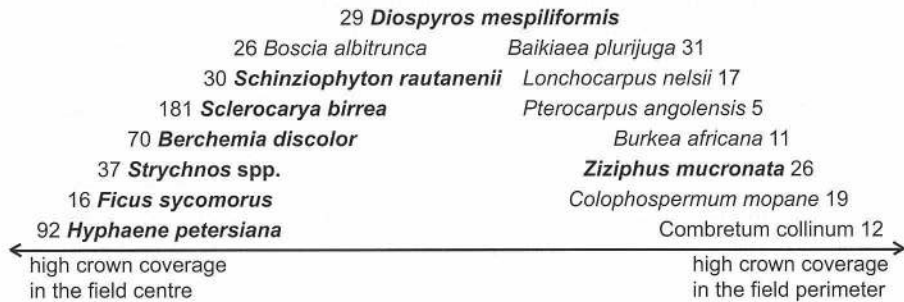 29 Diospyros mespiliformis
26 Boscia albitrunca Baikiaea plurijuga 31
30 Schinziophyton rautanenii Lonchocarpus nelsii 17
181 Sclerocarya birrea Pterocarpus angolensis 5
70 Berchemia discolor Burkea africana 11
37 Strychnos spp. Ziziphus mucronata 26
16 Ficus sycomorus Colophospermum mopane 19
92 Hyphaene petersiana Combretum collinum 12
high crown coverage high crown coverage
in the field centre in the field perimeter